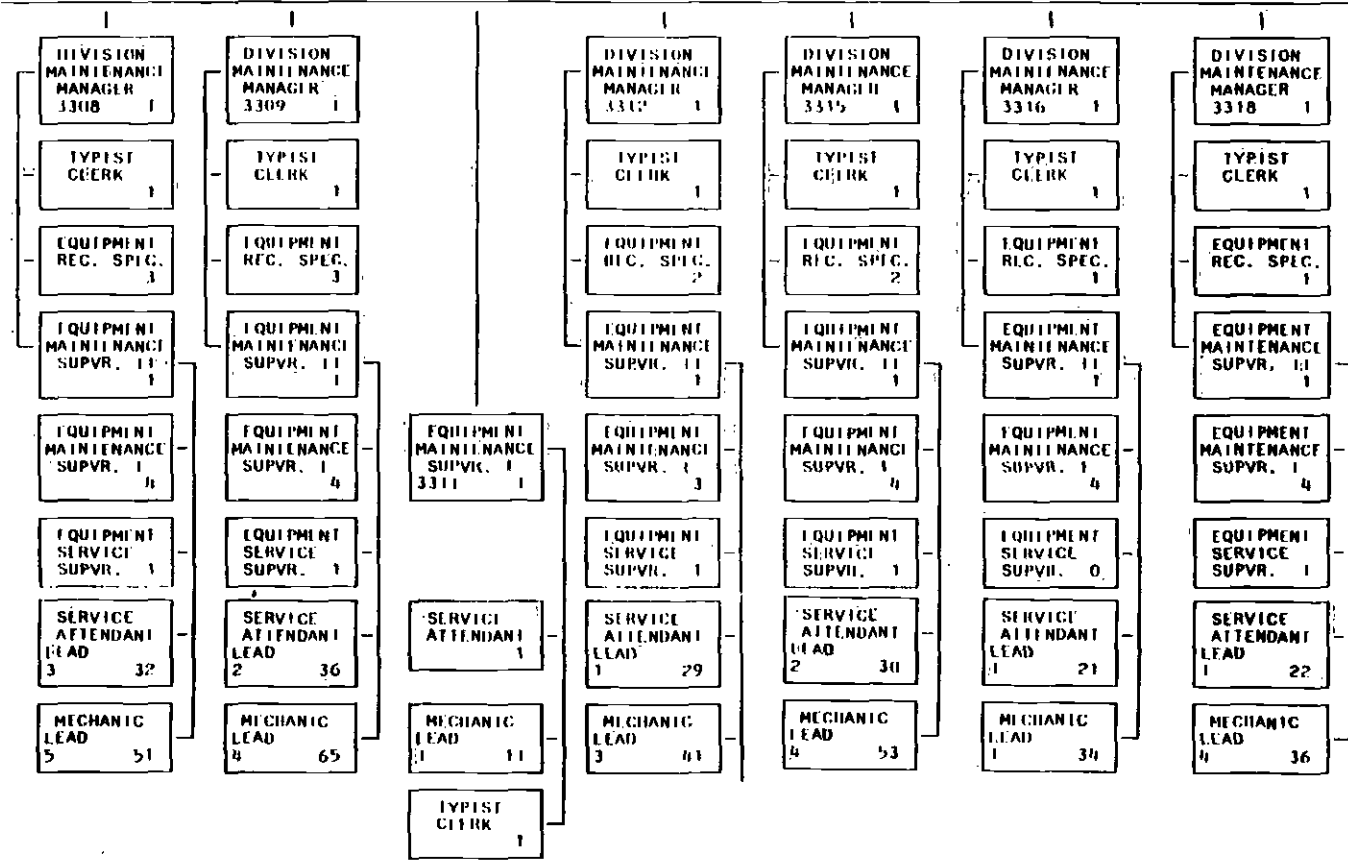 DIVISION
MAINTENANCE
MANAGER
3308 1
TYPIST
CLERK
1
EQUIPMENT
REC. SPEC.
3
EQUIPMENT
MAINTENANCE
SUPVR. II
1
EQUIPMENT
MAINTENANCE
SUPVR. I
4
EQUIPMENT
SERVICE
SUPVR. 1
SERVICE
ATTENDANT
LEAD
3 32
MECHANIC
LEAD
5 51
DIVISION
MAINTENANCE
MANAGER
3309 1
TYPIST
CLERK
1
EQUIPMENT
REC. SPEC.
3
EQUIPMENT
MAINTENANCE
SUPVR. II
1
EQUIPMENT
MAINTENANCE
SUPVR. I
4
EQUIPMENT
SERVICE
SUPVR. 1
SERVICE
ATTENDANT
LEAD
2 36
MECHANIC
LEAD
4 65
EQUIPMENT
MAINTENANCE
SUPVR. I
3311 1
SERVICE
ATTENDANT
1
MECHANIC
LEAD
1 11
TYPIST
CLERK
1
DIVISION
MAINTENANCE
MANAGER
3312 1
TYPIST
CLERK
1
EQUIPMENT
REC. SPEC.
2
EQUIPMENT
MAINTENANCE
SUPVR. II
1
EQUIPMENT
MAINTENANCE
SUPVR. I
3
EQUIPMENT
SERVICE
SUPVR. 1
SERVICE
ATTENDANT
LEAD
1 29
MECHANIC
LEAD
3
DIVISION
MAINTENANCE
MANAGER
3315 1
TYPIST
CLERK
1
EQUIPMENT
REC. SPEC.
2
EQUIPMENT
MAINTENANCE
SUPVR. II
1
EQUIPMENT
MAINTENANCE
SUPVR. I
4
EQUIPMENT
SERVICE
SUPVR. 1
SERVICE
ATTENDANT
LEAD
2 30
MECHANIC
LEAD
4 53
DIVISION
MAINTENANCE
MANAGER
3316 1
TYPIST
CLERK
1
EQUIPMENT
REC. SPEC.
1
EQUIPMENT
MAINTENANCE
SUPVR. II
1
EQUIPMENT
MAINTENANCE
SUPVR. I
4
EQUIPMENT
SERVICE
SUPVR. 0
SERVICE
ATTENDANT
LEAD
1 21
MECHANIC
LEAD
1 34
DIVISION
MAINTENANCE
MANAGER
3318 1
TYPIST
CLERK
1
EQUIPMENT
REC. SPEC.
1
EQUIPMENT
MAINTENANCE
SUPVR. II
1
EQUIPMENT
MAINTENANCE
SUPVR. I
4
EQUIPMENT
SERVICE
SUPVR. 1
SERVICE
ATTENDANT
LEAD
1 22
MECHANIC
LEAD
4 36